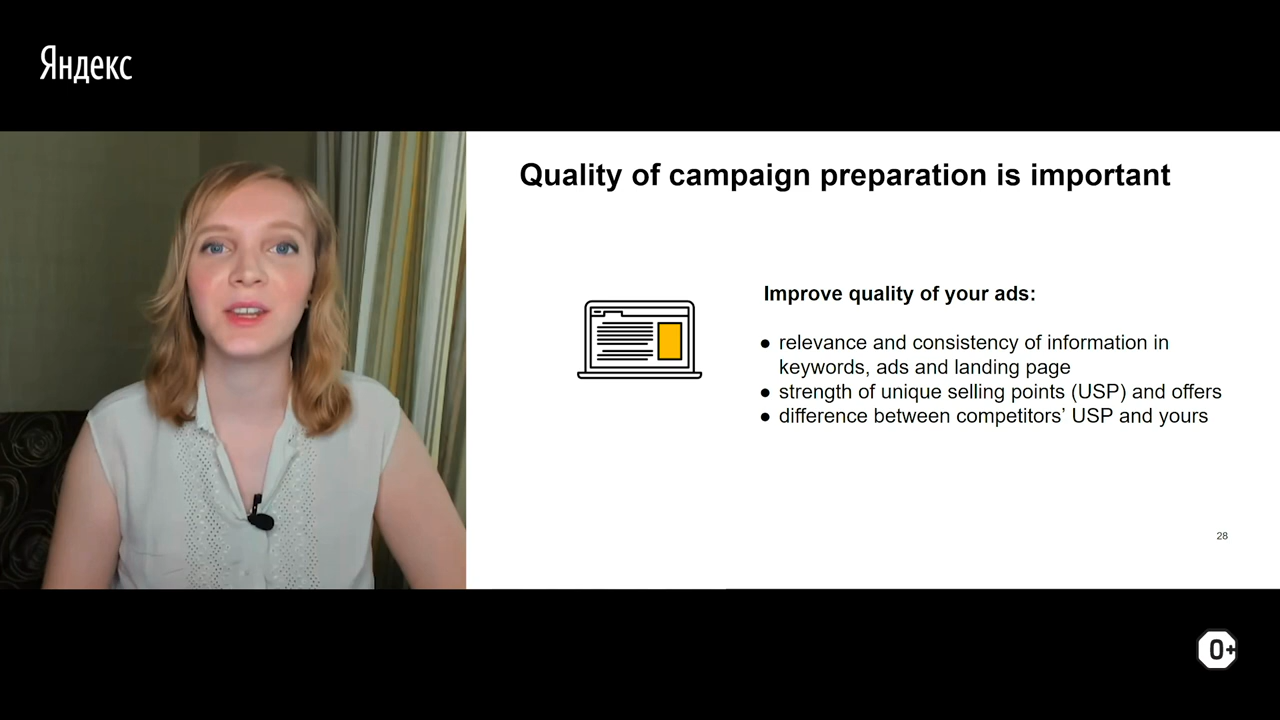 Яндекс
Quality of campaign preparation is important
Improve quality of your ads:
● relevance and consistency of information in
keywords, ads and landing page
● strength of unique selling points (USP) and offers
● difference between competitors’ USP and yours
28
0+